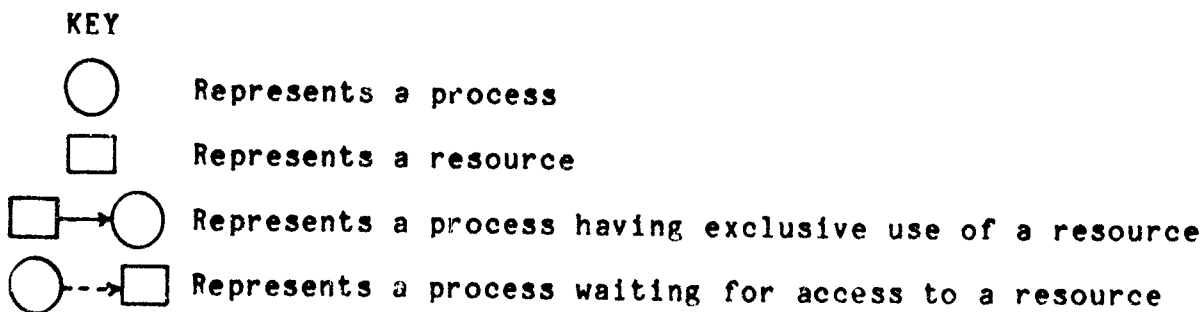 KEY
Represents a process
Represents a resource
Represents a process having exclusive use of a resource
Represents a process waiting for access to a resource